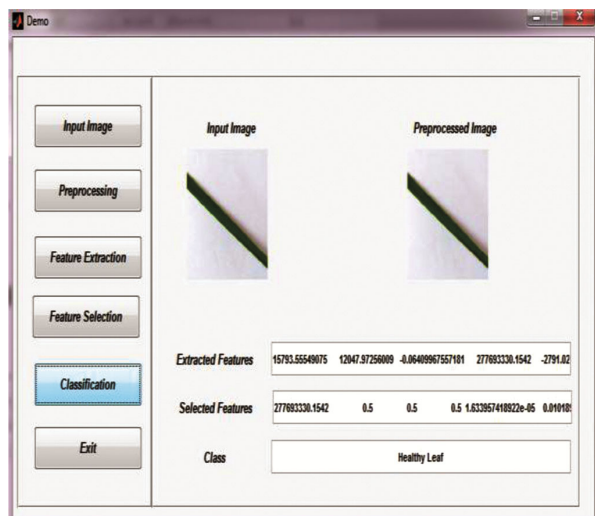 Demo
Input Image
Preprocessing
Feature Extraction
Feature Selection
Classification
Exit
Input Image
Preprocessed Image
Extracted Features 15793.55549075 12047.97256009 -0.06409967557181 277693330.1542 -2791.02
Selected Features 277693330.1542 0.5 0.5 0.5 1.633957418922e-05 0.010189
Class Healthy Leaf